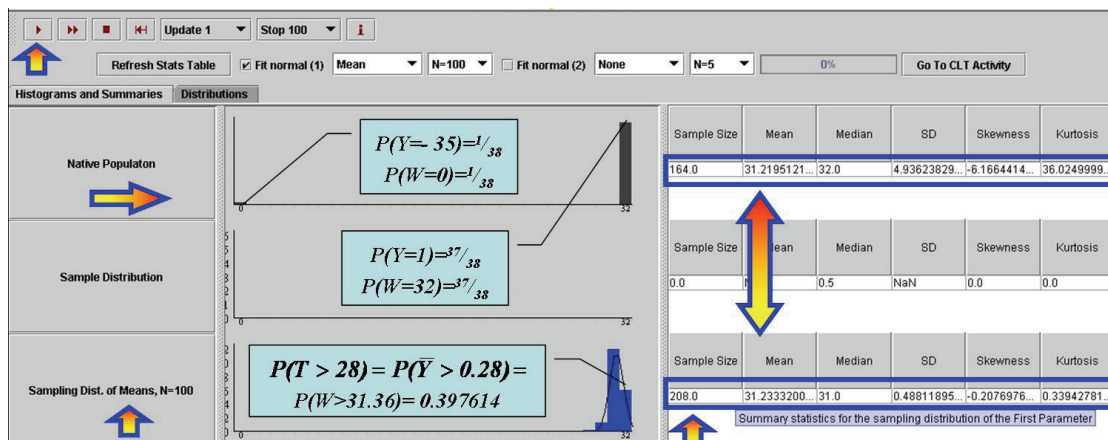 Update 1 Stop 100 i
Refresh Stats Table Fit normal (1) Mean N=100 Fit normal (2) None N=5 0% Go To CLT Activity
Histograms and Summaries Distributions
Native Populaton
P(Y=- 35)=1/38
P(W=0)=1/38
0 32
Sample Size Mean Median SD Skewness Kurtosis
164.0 31.2195121... 32.0 4.93623829... -6.1664414... 36.0249999...
Sample Distribution
P(Y=1)=37/38
P(W=32)=37/38
0 32
Sample Size Mean Median SD Skewness Kurtosis
0.0 0.5 NaN 0.0 0.0
Sampling Dist. of Means, N=100
P(T > 28) = P(Y̅ > 0.28) =
P(W>31.36)= 0.397614
0 32
Sample Size Mean Median SD Skewness Kurtosis
208.0 31.2333200... 31.0 0.48811895... -0.2076976... 0.33942781...
Summary statistics for the sampling distribution of the First Parameter